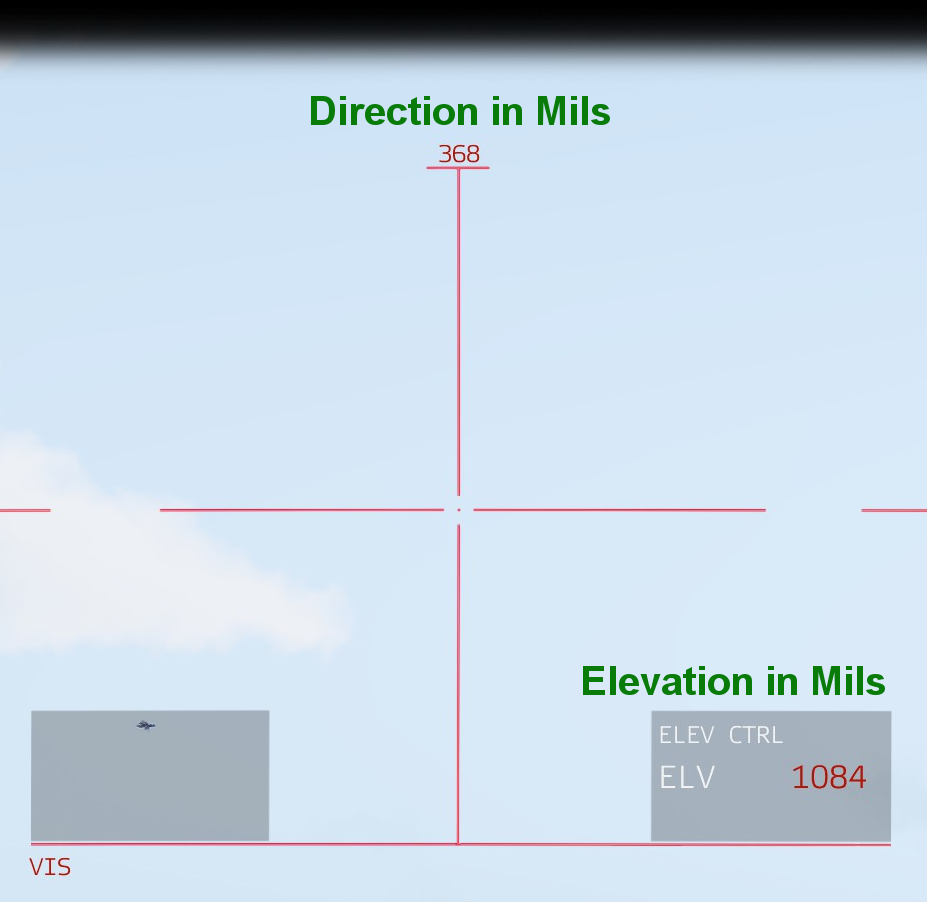 Direction in Mils
368
Elevation in Mils
ELEV CTRL
ELV 1084
VIS